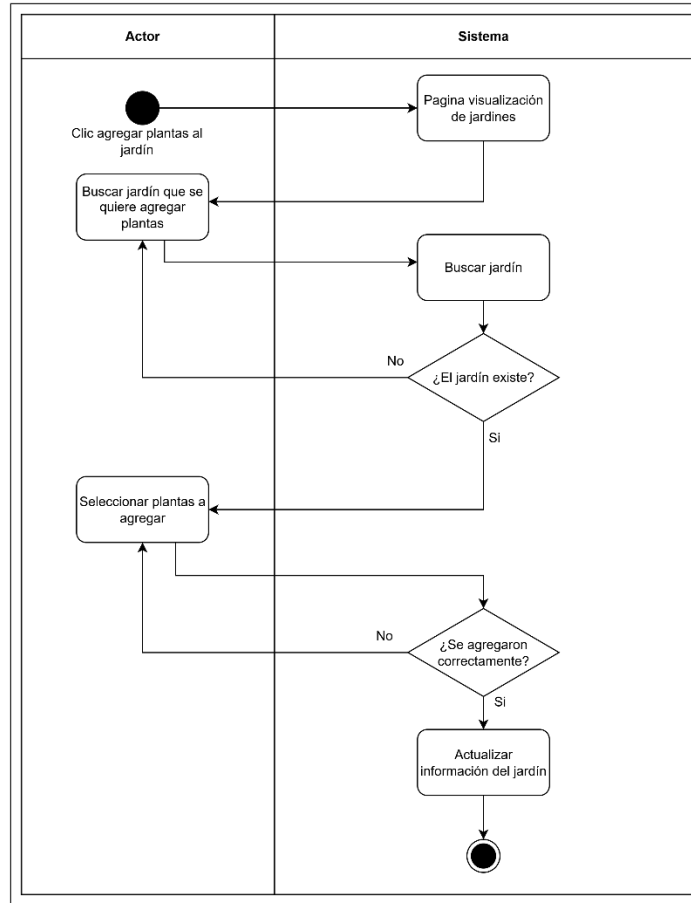 Actor
Sistema
Pagina visualización
de jardines
Clic agregar plantas al
jardín
Buscar jardín que se
quiere agregar
plantas
Buscar jardín
No
¿El jardín existe?
Si
Seleccionar plantas a
agregar
No
¿Se agregaron
correctamente?
Si
Actualizar
información del jardín